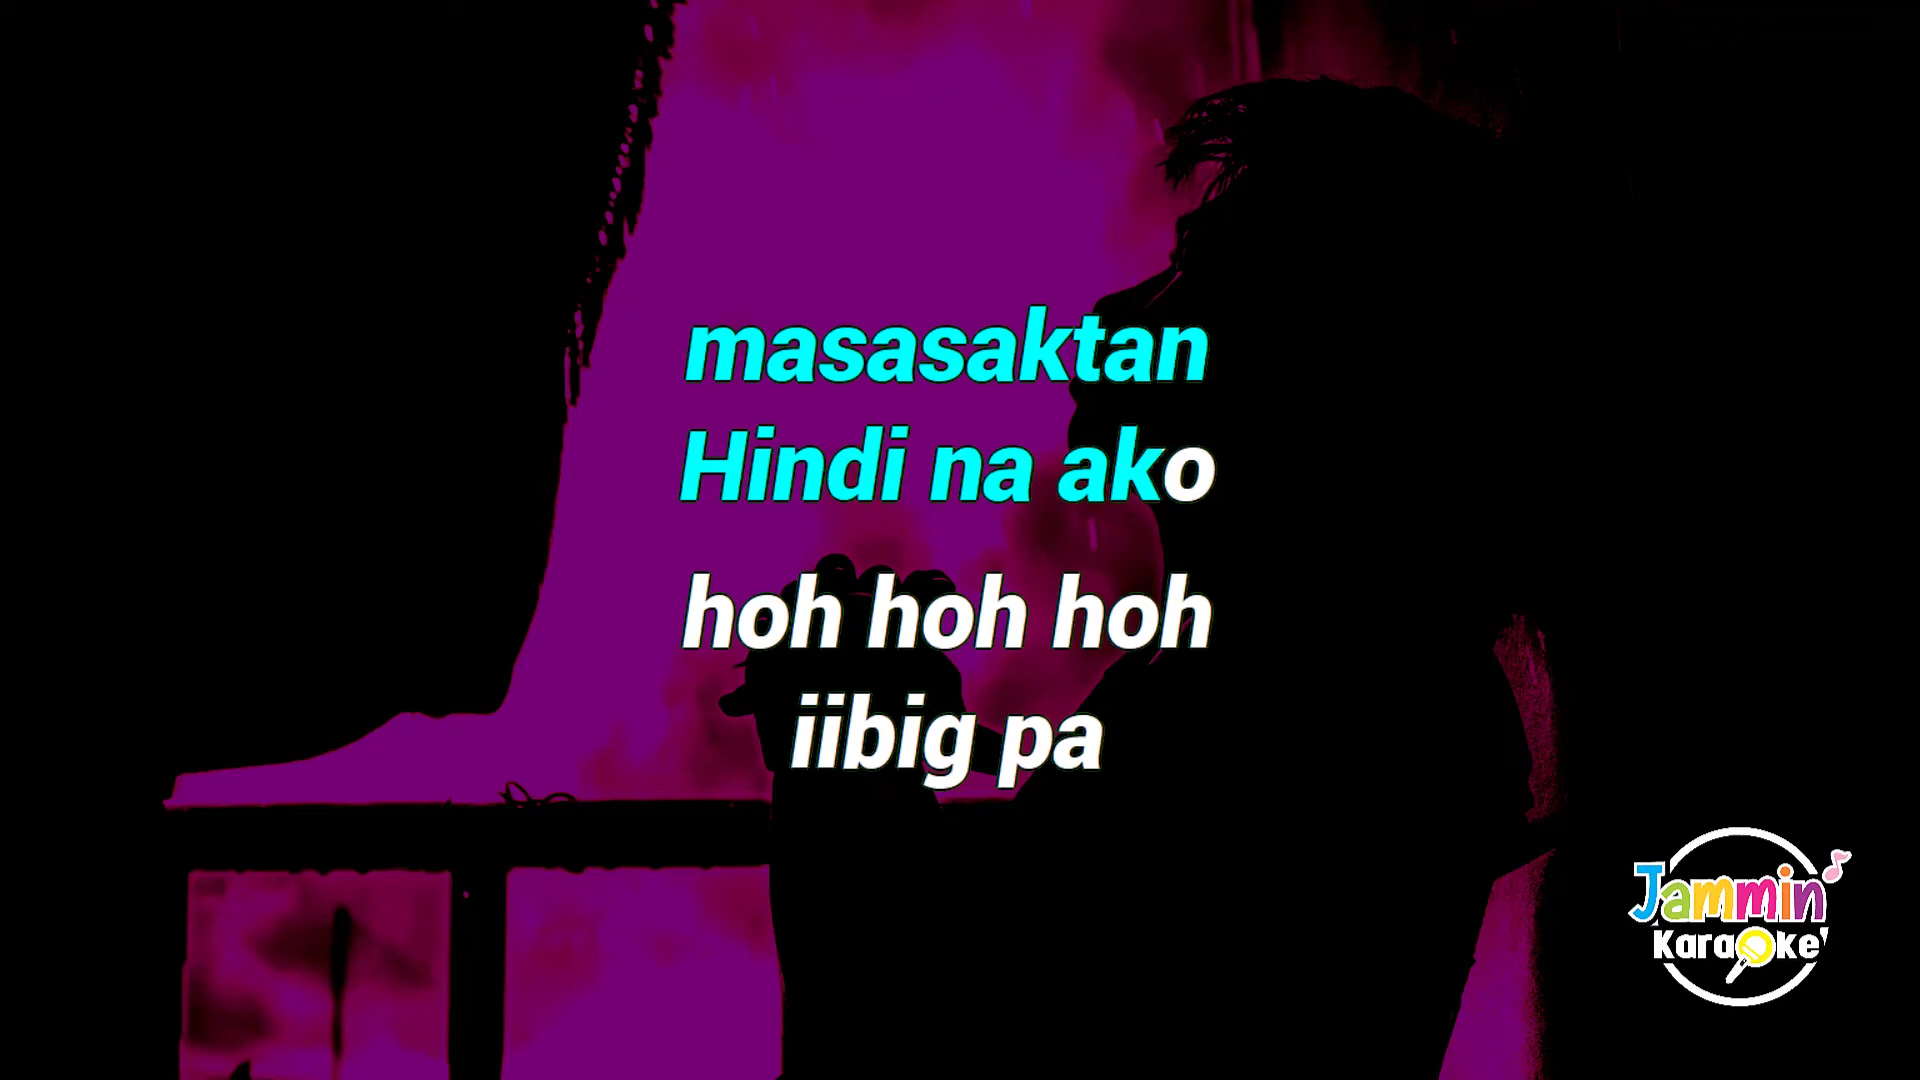 masasaktan
Hindi na ako
hoh hoh hoh
iibig pa
Jammin'
Karaoke'